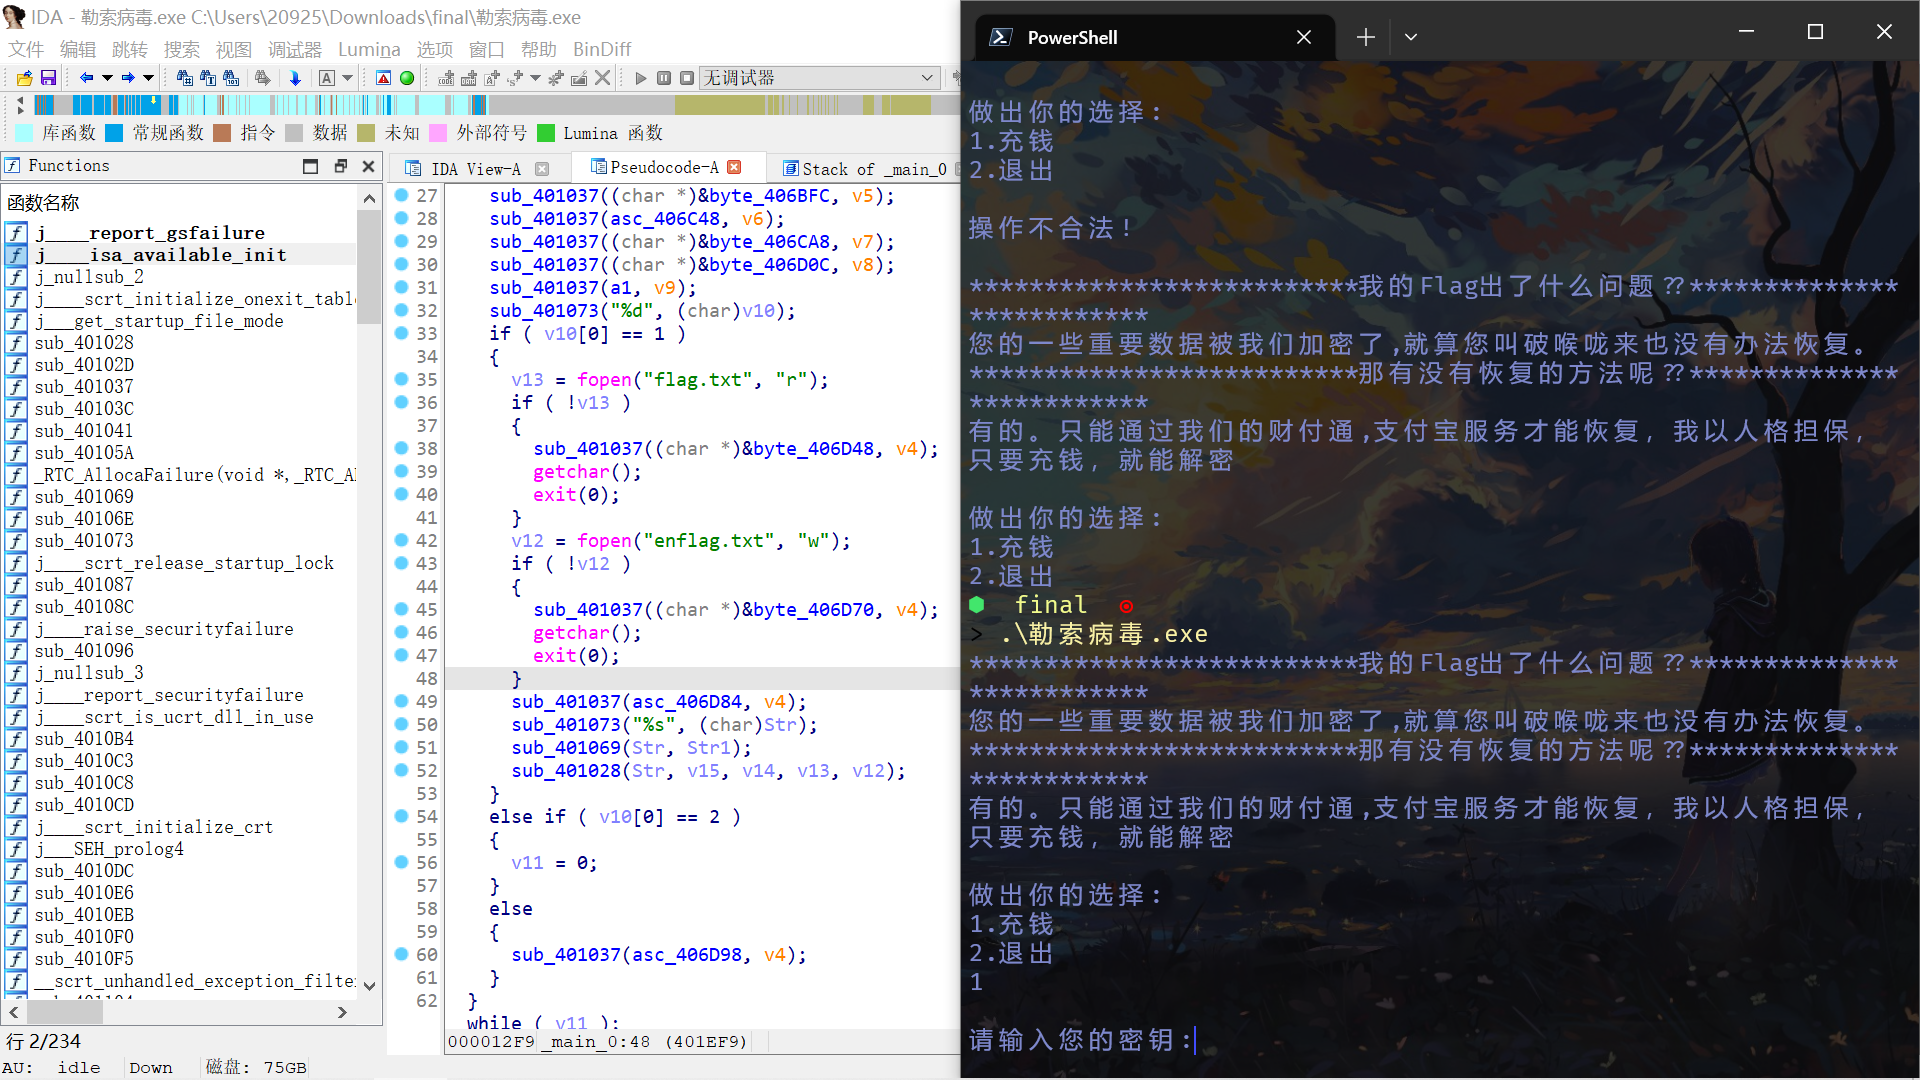 IDA - 勒索病毒.exe C:\Users\20925\Downloads\final\勒索病毒.exe
文件 编辑 跳转 搜索 视图 调试器 Lumina 选项 窗口 帮助 BinDiff
无调试器
库函数 常规函数 指令 数据 未知 外部符号 Lumina 函数
Functions
函数名称
j____report_gsfailure
j____isa_available_init
j_nullsub_2
j____scrt_initialize_onexit_table
j___get_startup_file_mode
sub_401028
sub_40102D
sub_401037
sub_40103C
sub_401041
sub_40105A
_RTC_AllocaFailure(void *,_RTC_AL
sub_401069
sub_40106E
sub_401073
j____scrt_release_startup_lock
sub_401087
sub_40108C
j____raise_securityfailure
sub_401096
j_nullsub_3
j____report_securityfailure
j____scrt_is_ucrt_dll_in_use
sub_4010B4
sub_4010C3
sub_4010C8
sub_4010CD
j____scrt_initialize_crt
j___SEH_prolog4
sub_4010DC
sub_4010E6
sub_4010EB
sub_4010F0
sub_4010F5
__scrt_unhandled_exception_filter
行 2/234
AU: idle Down 磁盘: 75GB
IDA View-A Pseudocode-A Stack of _main_0
27 sub_401037((char *)&byte_406BFC, v5);
28 sub_401037(asc_406C48, v6);
29 sub_401037((char *)&byte_406CA8, v7);
30 sub_401037((char *)&byte_406D0C, v8);
31 sub_401037(a1, v9);
32 sub_401073("%d", (char)v10);
33 if ( v10[0] == 1 )
34 {
35 v13 = fopen("flag.txt", "r");
36 if ( !v13 )
37 {
38 sub_401037((char *)&byte_406D48, v4);
39 getchar();
40 exit(0);
41 }
42 v12 = fopen("enflag.txt", "w");
43 if ( !v12 )
44 {
45 sub_401037((char *)&byte_406D70, v4);
46 getchar();
47 exit(0);
48 }
49 sub_401037(asc_406D84, v4);
50 sub_401073("%s", (char)Str);
51 sub_401069(Str, Str1);
52 sub_401028(Str, v15, v14, v13, v12);
53 }
54 else if ( v10[0] == 2 )
55 {
56 v11 = 0;
57 }
58 else
59 {
60 sub_401037(asc_406D98, v4);
61 }
62 }
while ( v11 );
000012F9 _main_0:48 (401EF9)
PowerShell
做出你的选择:
1.充钱
2.退出
操作不合法!
**************************我的Flag出了什么问题??**************
************
您的一些重要数据被我们加密了,就算您叫破喉咙来也没有办法恢复。
**************************那有没有恢复的方法呢??**************
************
有的。只能通过我们的财付通,支付宝服务才能恢复，我以人格担保，
只要充钱，就能解密
做出你的选择:
1.充钱
2.退出
final
> .\勒索病毒.exe
**************************我的Flag出了什么问题??**************
************
您的一些重要数据被我们加密了,就算您叫破喉咙来也没有办法恢复。
**************************那有没有恢复的方法呢??**************
************
有的。只能通过我们的财付通,支付宝服务才能恢复，我以人格担保，
只要充钱，就能解密
做出你的选择:
1.充钱
2.退出
1
请输入您的密钥: